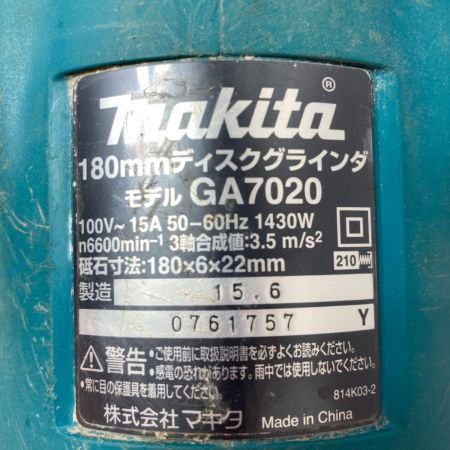 makita®
180mmディスクグラインダ
モデル GA7020
100V~ 15A 50-60Hz 1430W
n6600min-1 3軸合成値:3.5 m/s2
砥石寸法:180×6×22mm
210
製造 15.6
0761757 Y
警告
•ご使用前に取扱説明書を必ずよくお読みください。
•感電の恐れがあります。雨中では使用しないでください。
•常に目の保護具を着用してください。
814K03-2
株式会社マキタ Made in China